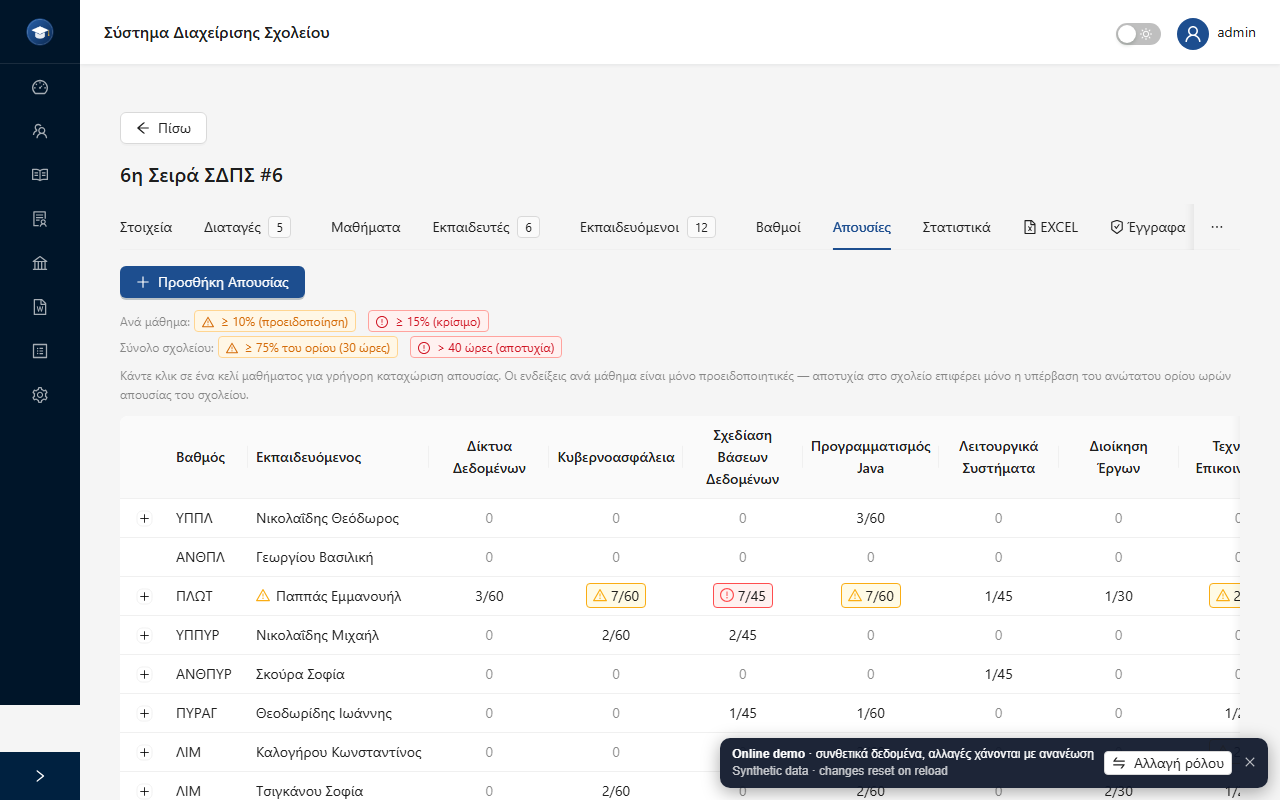 Σύστημα Διαχείρισης Σχολείου
admin
Πίσω
6η Σειρά ΣΔΠΣ #6
Στοιχεία Διαταγές 5 Μαθήματα Εκπαιδευτές 6 Εκπαιδευόμενοι 12 Βαθμοί Απουσίες Στατιστικά EXCEL Έγγραφα ···
+ Προσθήκη Απουσίας
Ανά μάθημα: ≥ 10% (προειδοποίηση) ≥ 15% (κρίσιμο)
Σύνολο σχολείου: ≥ 75% του ορίου (30 ώρες) > 40 ώρες (αποτυχία)
Κάντε κλικ σε ένα κελί μαθήματος για γρήγορη καταχώριση απουσίας. Οι ενδείξεις ανά μάθημα είναι μόνο προειδοποιητικές — αποτυχία στο σχολείο επιφέρει μόνο η υπέρβαση του ανώτατου ορίου ωρών
απουσίας του σχολείου.
Βαθμός Εκπαιδευόμενος Δίκτυα Δεδομένων Κυβερνοασφάλεια Σχεδίαση Βάσεων Δεδομένων Προγραμματισμός Java Λειτουργικά Συστήματα Διοίκηση Έργων
+ ΥΠΠΛ Νικολαΐδης Θεόδωρος 0 0 0 3/60 0 0
ΑΝΘΠΛ Γεωργίου Βασιλική 0 0 0 0 0 0
+ ΠΛΩΤ Παππάς Εμμανουήλ 3/60 7/60 7/45 7/60 1/45 1/30
+ ΥΠΠΥΡ Νικολαΐδης Μιχαήλ 0 2/60 2/45 0 0 0
+ ΑΝΘΠΥΡ Σκούρα Σοφία 0 0 0 0 1/45 0
+ ΠΥΡΑΓ Θεοδωρίδης Ιωάννης 0 0 1/45 1/60 0 0
+ ΛΙΜ Καλογήρου Κωνσταντίνος 0 0
+ ΛΙΜ Τσιγκάνου Σοφία 0 2/60 0 2/60 0 2/30
Online demo · συνθετικά δεδομένα, αλλαγές χάνονται με ανανέωση
Synthetic data · changes reset on reload
Αλλαγή ρόλου